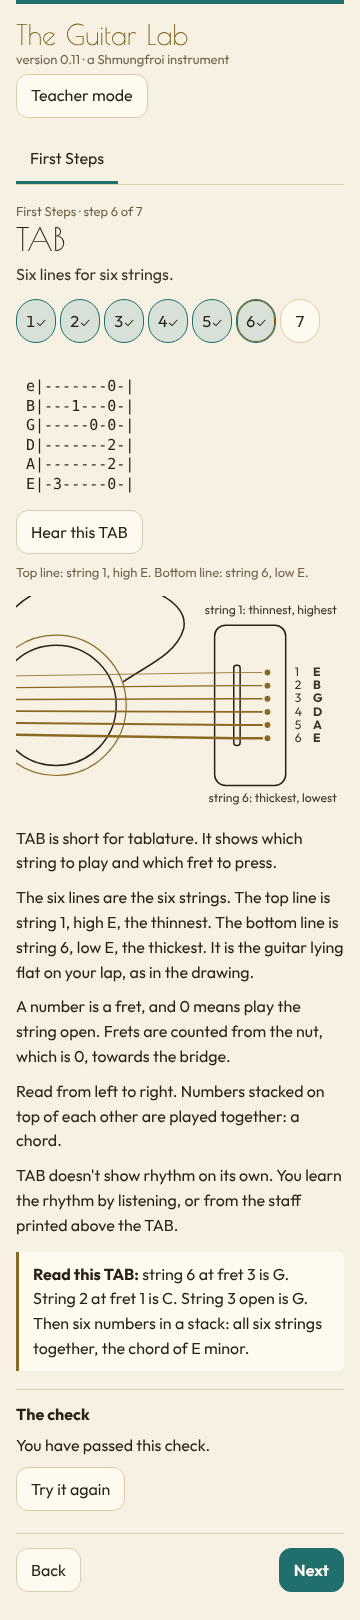 The Guitar Lab
version 0.11 · a Shmungfroi instrument
Teacher mode
First Steps
First Steps · step 6 of 7
TAB
Six lines for six strings.
1✓ 2✓ 3✓ 4✓ 5✓ 6✓ 7
e|-------0-|
B|---1---0-|
G|-----0-0-|
D|-------2-|
A|-------2-|
E|-3-----0-|
Hear this TAB
Top line: string 1, high E. Bottom line: string 6, low E.
string 1: thinnest, highest
1 E
2 B
3 G
4 D
5 A
6 E
string 6: thickest, lowest
TAB is short for tablature. It shows which
string to play and which fret to press.
The six lines are the six strings. The top line is
string 1, high E, the thinnest. The bottom line is
string 6, low E, the thickest. It is the guitar lying
flat on your lap, as in the drawing.
A number is a fret, and 0 means play the
string open. Frets are counted from the nut,
which is 0, towards the bridge.
Read from left to right. Numbers stacked on
top of each other are played together: a
chord.
TAB doesn't show rhythm on its own. You learn
the rhythm by listening, or from the staff
printed above the TAB.
Read this TAB: string 6 at fret 3 is G.
String 2 at fret 1 is C. String 3 open is G.
Then six numbers in a stack: all six strings
together, the chord of E minor.
The check
You have passed this check.
Try it again
Back
Next